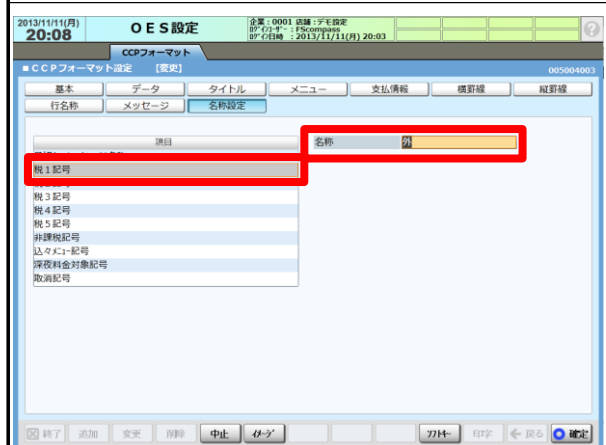 2013/11/11(月)
20:08
OES設定
企業：0001 店舗：デモ設定
ﾛｸﾞｲﾝﾕｰｻﾞｰ：FScompass
ﾛｸﾞｲﾝ日時 ：2013/11/11(月) 20:03
CCPフォーマット
■ＣＣＰフォーマット設定 【変更】
005004003
基本 データ タイトル メニュー 支払情報 横罫線 縦罫線
行名称 メッセージ 名称設定
項目
名称 外
税１記号
税３記号
税４記号
税５記号
非課税記号
込々ﾒﾆｭｰ記号
深夜料金対象記号
取消記号
終了 追加 変更 削除 中止 ｲﾒｰｼﾞ ｿﾌﾄｷｰ 印字 戻る 確定